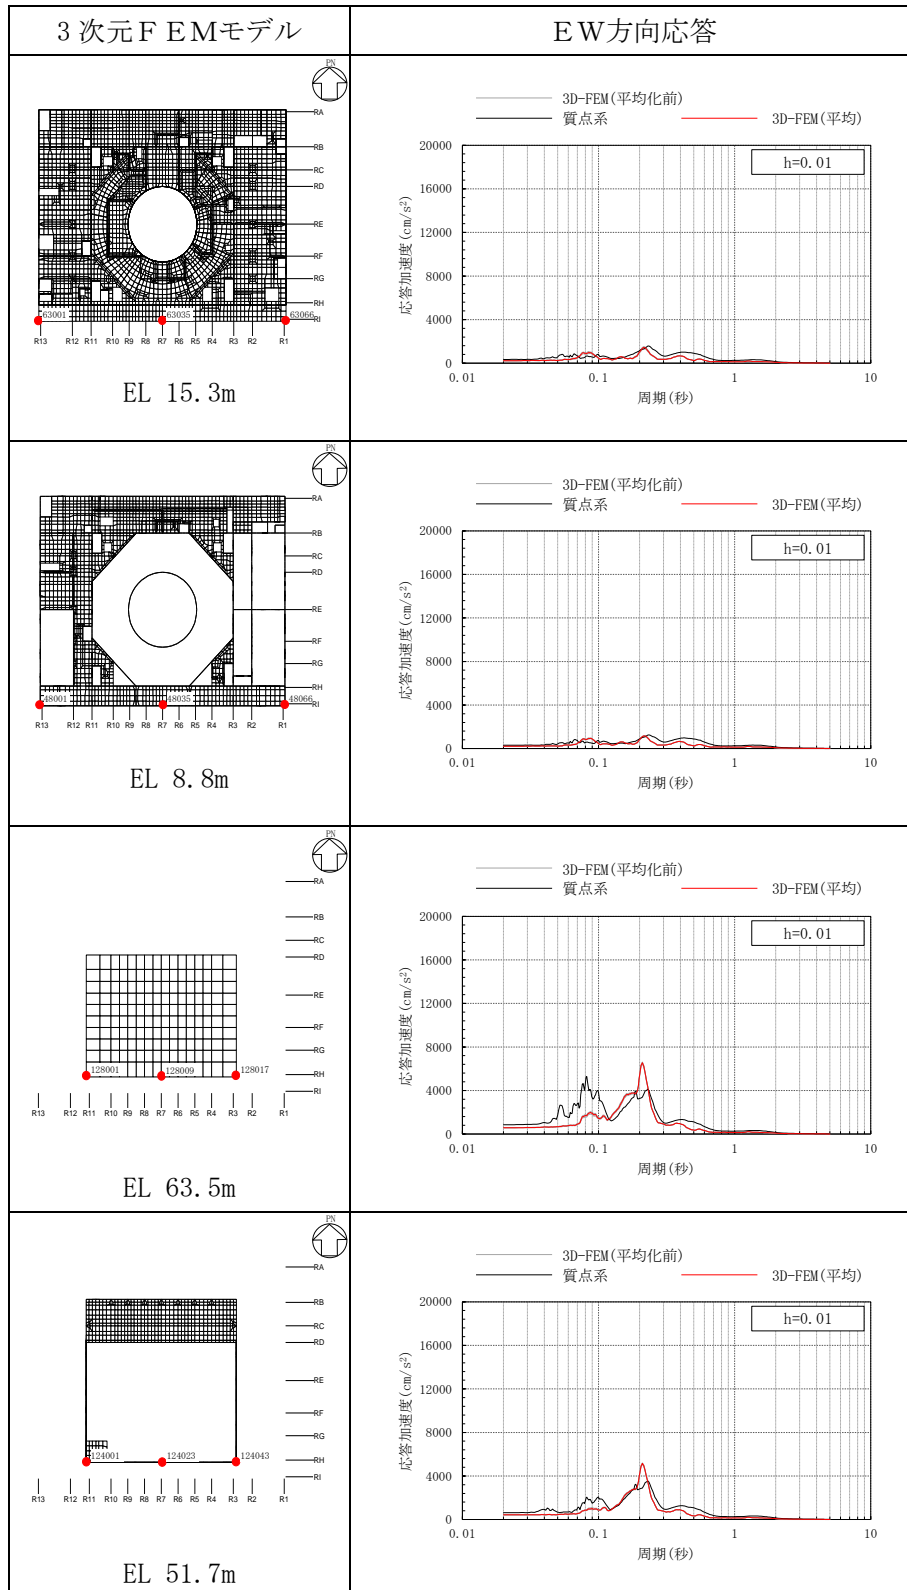 3次元ＦＥＭモデル
ＥＷ方向応答
PN
RA
RB
RC
RD
RE
RF
RG
RH
RI
63001
63035
63066
R13 R12 R11 R10 R9 R8 R7 R6 R5 R4 R3 R2 R1
EL 15.3m
3D-FEM(平均化前)
質点系
3D-FEM(平均)
h=0.01
応答加速度(cm/s²)
20000
16000
12000
8000
4000
0
0.01 0.1 1 10
周期(秒)
PN
RA
RB
RC
RD
RE
RF
RG
RH
RI
48001
48035
48066
R13 R12 R11 R10 R9 R8 R7 R6 R5 R4 R3 R2 R1
EL 8.8m
3D-FEM(平均化前)
質点系
3D-FEM(平均)
h=0.01
応答加速度(cm/s²)
20000
16000
12000
8000
4000
0
0.01 0.1 1 10
周期(秒)
PN
RA
RB
RC
RD
RE
RF
RG
RH
RI
128001
128009
128017
R13 R12 R11 R10 R9 R8 R7 R6 R5 R4 R3 R2 R1
EL 63.5m
3D-FEM(平均化前)
質点系
3D-FEM(平均)
h=0.01
応答加速度(cm/s²)
20000
16000
12000
8000
4000
0
0.01 0.1 1 10
周期(秒)
PN
RA
RB
RC
RD
RE
RF
RG
RH
RI
124001
124023
124043
R13 R12 R11 R10 R9 R8 R7 R6 R5 R4 R3 R2 R1
EL 51.7m
3D-FEM(平均化前)
質点系
3D-FEM(平均)
h=0.01
応答加速度(cm/s²)
20000
16000
12000
8000
4000
0
0.01 0.1 1 10
周期(秒)